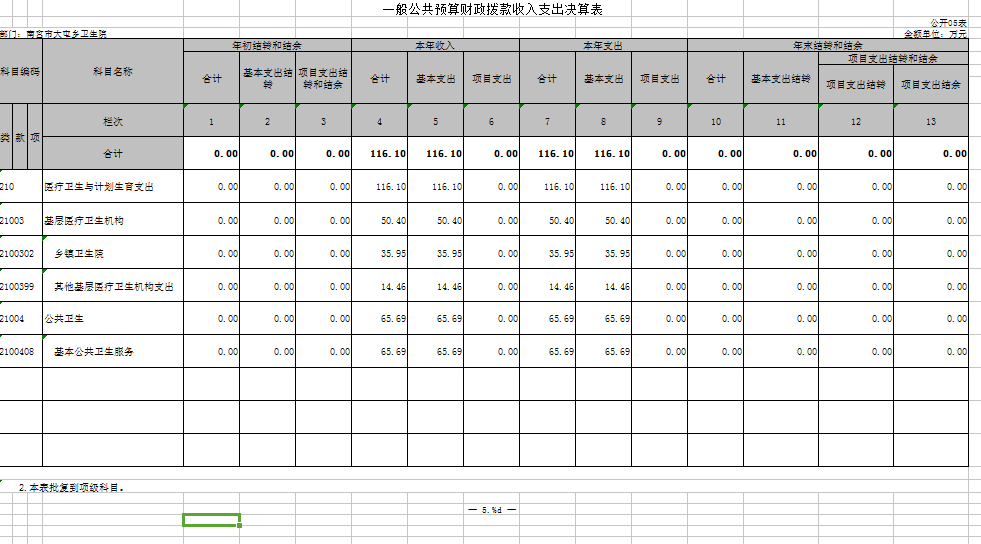 一般公共预算财政拨款收入支出决算表
公开05表
部门：南宫市大屯乡卫生院 金额单位：万元
科目编码 科目名称 年初结转和结余 本年收入 本年支出 年末结转和结余
合计 基本支出结转 项目支出结转和结余 合计 基本支出 项目支出 合计 基本支出 项目支出 合计 基本支出结转 项目支出结转和结余
项目支出结转 项目支出结余
类 款 项 栏次 1 2 3 4 5 6 7 8 9 10 11 12 13
合计 0.00 0.00 0.00 116.10 116.10 0.00 116.10 116.10 0.00 0.00 0.00 0.00 0.00
210 医疗卫生与计划生育支出 0.00 0.00 0.00 116.10 116.10 0.00 116.10 116.10 0.00 0.00 0.00 0.00 0.00
21003 基层医疗卫生机构 0.00 0.00 0.00 50.40 50.40 0.00 50.40 50.40 0.00 0.00 0.00 0.00 0.00
2100302 乡镇卫生院 0.00 0.00 0.00 35.95 35.95 0.00 35.95 35.95 0.00 0.00 0.00 0.00 0.00
2100399 其他基层医疗卫生机构支出 0.00 0.00 0.00 14.46 14.46 0.00 14.46 14.46 0.00 0.00 0.00 0.00 0.00
21004 公共卫生 0.00 0.00 0.00 65.69 65.69 0.00 65.69 65.69 0.00 0.00 0.00 0.00 0.00
2100408 基本公共卫生服务 0.00 0.00 0.00 65.69 65.69 0.00 65.69 65.69 0.00 0.00 0.00 0.00 0.00
2.本表批复到项级科目。
— 5.%d —